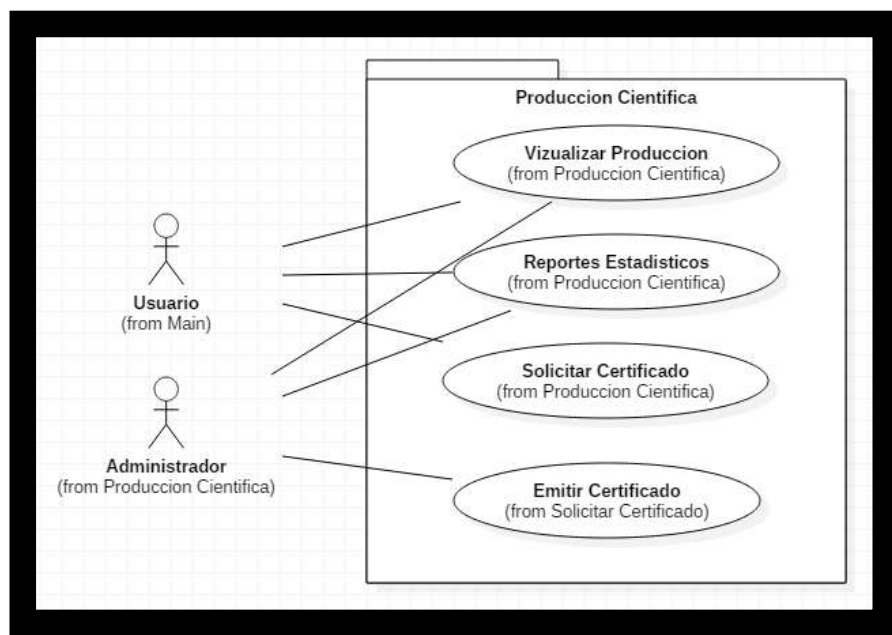 Produccion Cientifica
Vizualizar Produccion
(from Produccion Cientifica)
Reportes Estadisticos
(from Produccion Cientifica)
Usuario
(from Main)
Solicitar Certificado
(from Produccion Cientifica)
Administrador
(from Produccion Cientifica)
Emitir Certificado
(from Solicitar Certificado)